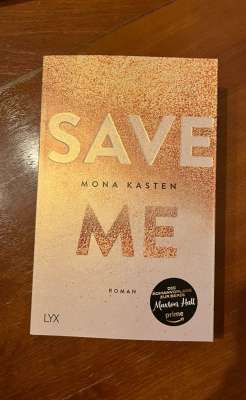 SAVE
MONA KASTEN
ME
ROMAN
LYX
DIE
ROMANVORLAGE
ZUR SERIE
Maxton Hall
prime